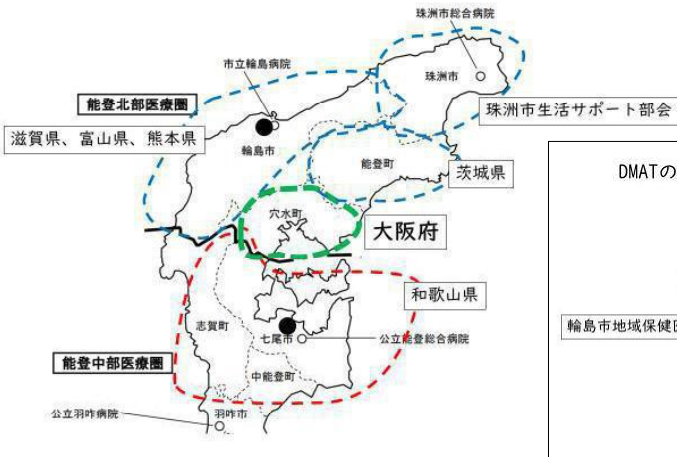 珠洲市総合病院
市立輪島病院
珠洲市
能登北部医療圏
珠洲市生活サポート部会
滋賀県、富山県、熊本県
輪島市
能登町
茨城県
DMATの
穴水町
大阪府
和歌山県
志賀町
輪島市地域保健医
七尾市
公立能登総合病院
能登中部医療圏
中能登町
公立羽咋病院
羽咋市